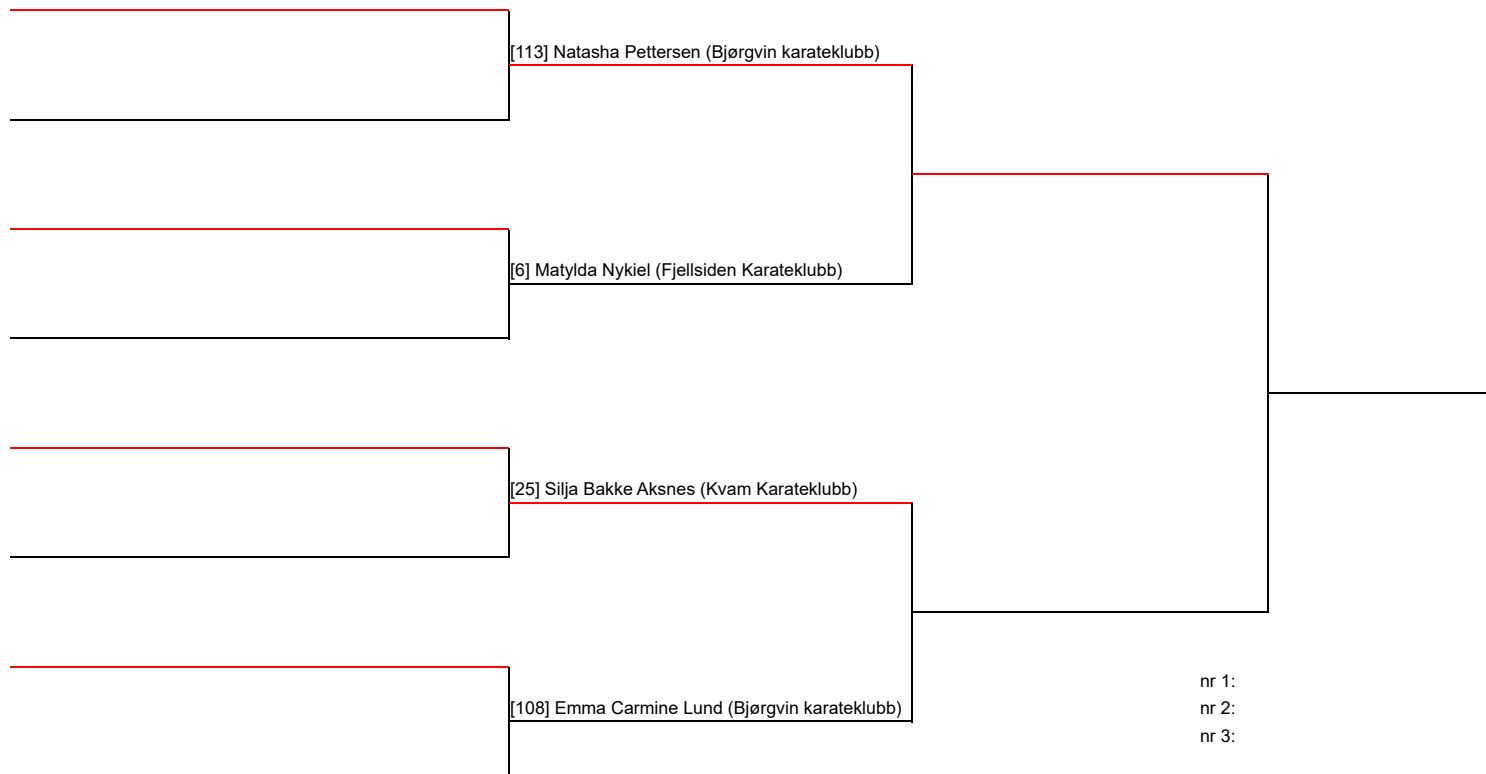 [113] Natasha Pettersen (Bjørgvin karateklubb)
[6] Matylda Nykiel (Fjellsiden Karateklubb)
[25] Silja Bakke Aksnes (Kvam Karateklubb)
[108] Emma Carmine Lund (Bjørgvin karateklubb)
nr 1:
nr 2:
nr 3: